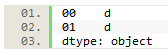 01. 00    d
02. 01    d
03. dtype: object